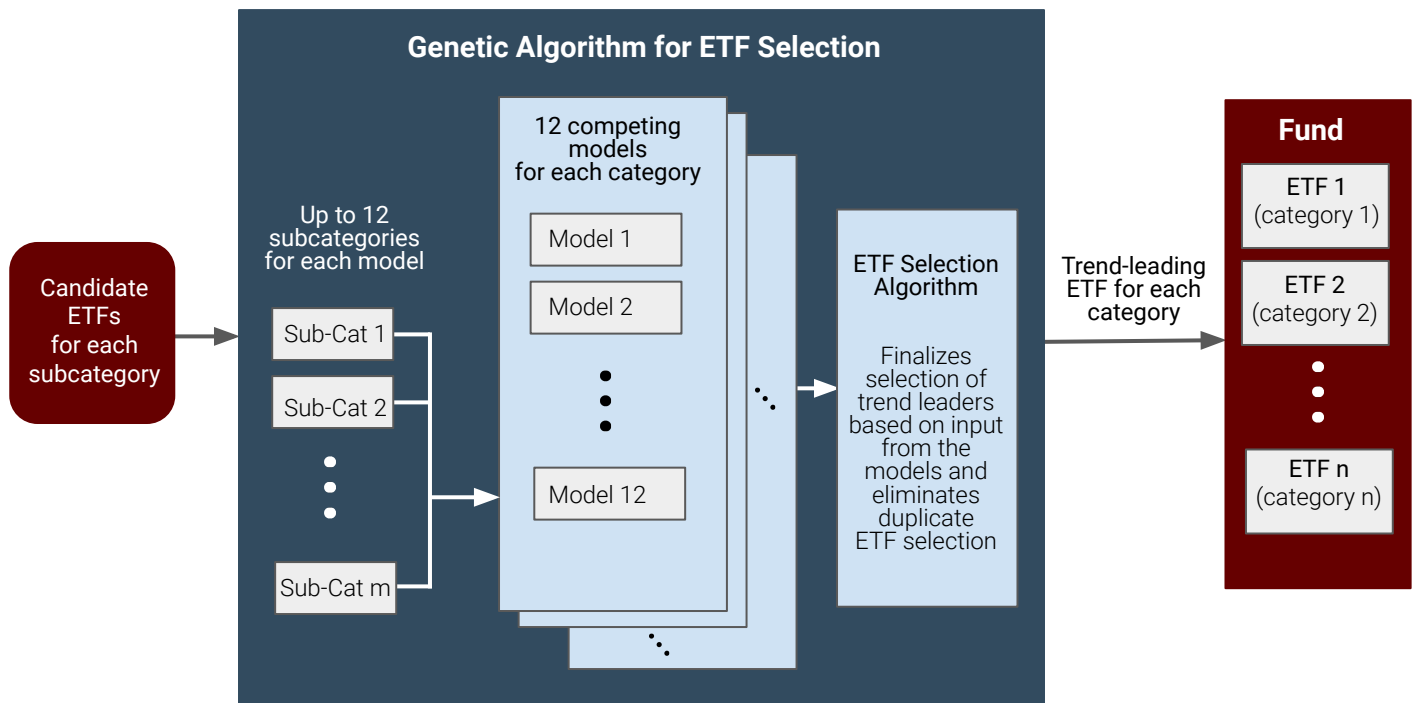 Genetic Algorithm for ETF Selection
Candidate
ETFs
for each
subcategory
Up to 12
subcategories
for each model
Sub-Cat 1
Sub-Cat 2
Sub-Cat m
12 competing
models
for each category
Model 1
Model 2
Model 12
ETF Selection
Algorithm
Finalizes
selection of
trend leaders
based on input
from the
models and
eliminates
duplicate
ETF selection
Trend-leading
ETF for each
category
Fund
ETF 1
(category 1)
ETF 2
(category 2)
ETF n
(category n)